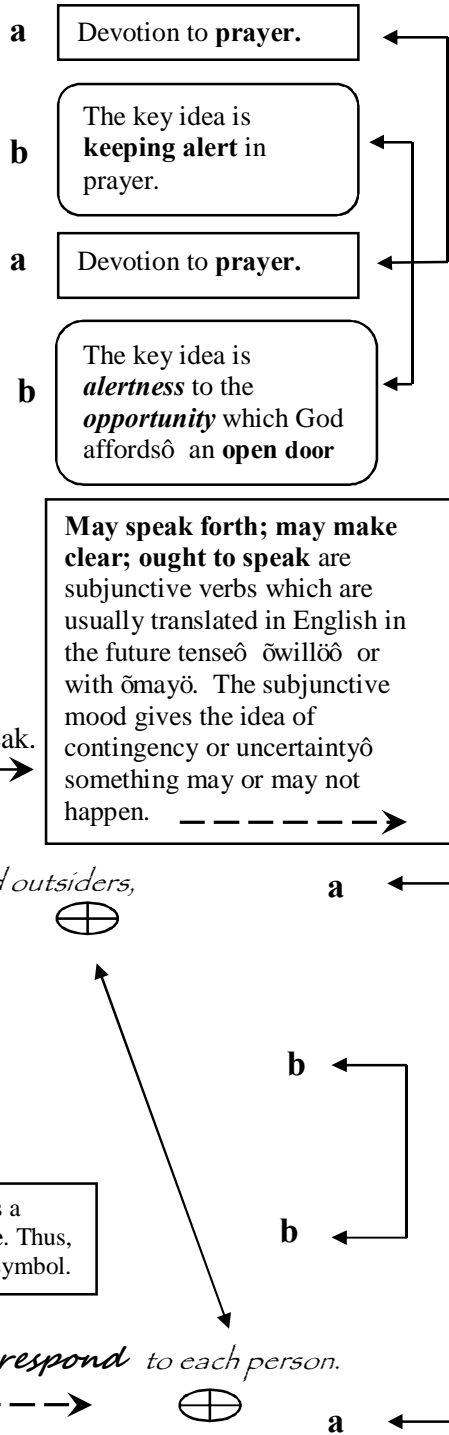 a
Devotion to prayer.
The key idea is
keeping alert in
prayer.
b
a
Devotion to prayer.
The key idea is
alertness to the
opportunity which God
affordsô an open door
b
May speak forth; may make
clear; ought to speak are
subjunctive verbs which are
usually translated in English in
the future tenseô õwillöô or
with õmayö. The subjunctive
mood gives the idea of
contingency or uncertaintyô
something may or may not
happen.
ak.
d outsiders,
a
b
b
s a
e. Thus,
symbol.
respond to each person.
a